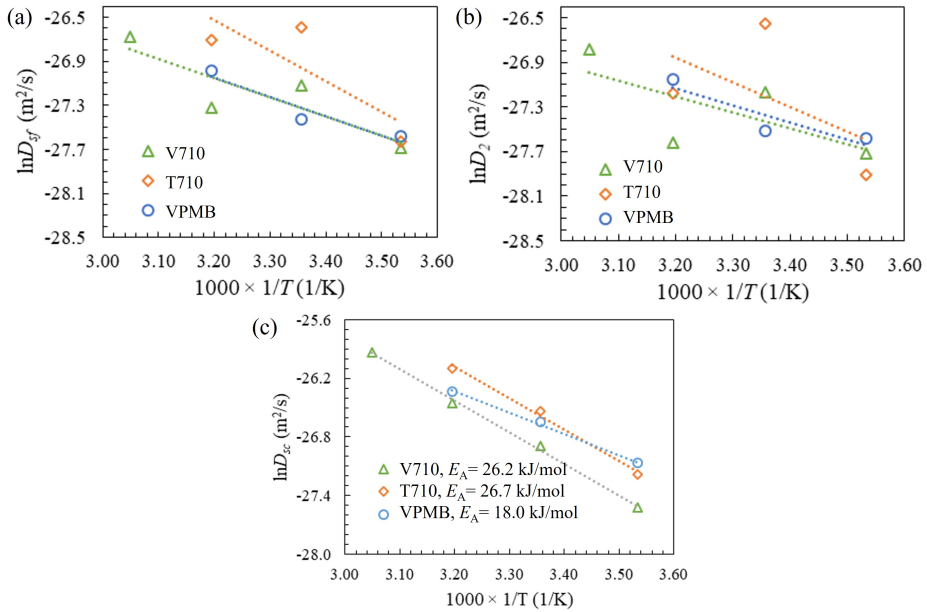 (a)
-26.5
-26.9
-27.3
-27.7
-28.1
-28.5
lnDsf (m²/s)
V710
T710
VPMB
3.00 3.10 3.20 3.30 3.40 3.50 3.60
1000 × 1/T (1/K)
(b)
-26.5
-26.9
-27.3
-27.7
-28.1
-28.5
lnD2 (m²/s)
V710
T710
VPMB
3.00 3.10 3.20 3.30 3.40 3.50 3.60
1000 × 1/T (1/K)
(c)
-25.6
-26.2
-26.8
-27.4
-28.0
lnDsc (m²/s)
V710, EA= 26.2 kJ/mol
T710, EA= 26.7 kJ/mol
VPMB, EA= 18.0 kJ/mol
3.00 3.10 3.20 3.30 3.40 3.50 3.60
1000 × 1/T (1/K)